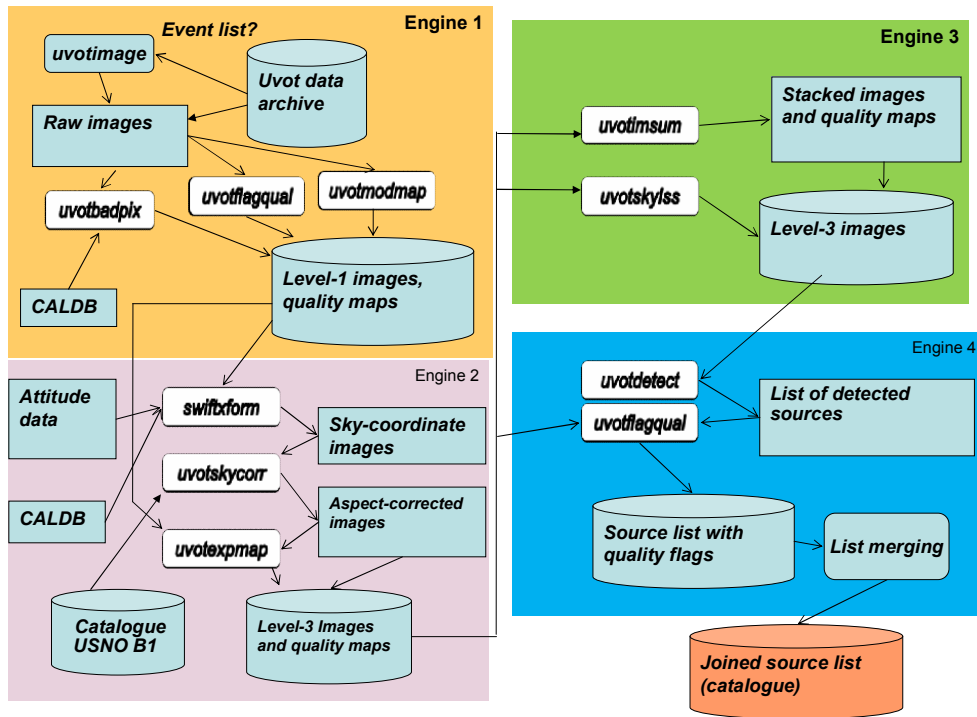 Engine 1
Event list?
uvotimage
Uvot data
archive
Raw images
uvotbadpix
uvotflagqual
uvotmodmap
CALDB
Level-1 images,
quality maps
Engine 2
Attitude
data
swiftxform
Sky-coordinate
images
uvotskycorr
CALDB
Aspect-corrected
images
uvotexpmap
Catalogue
USNO B1
Level-3 Images
and quality maps
Engine 3
uvotimsum
Stacked images
and quality maps
uvotskylss
Level-3 images
Engine 4
uvotdetect
List of detected
sources
uvotflagqual
Source list with
quality flags
List merging
Joined source list
(catalogue)